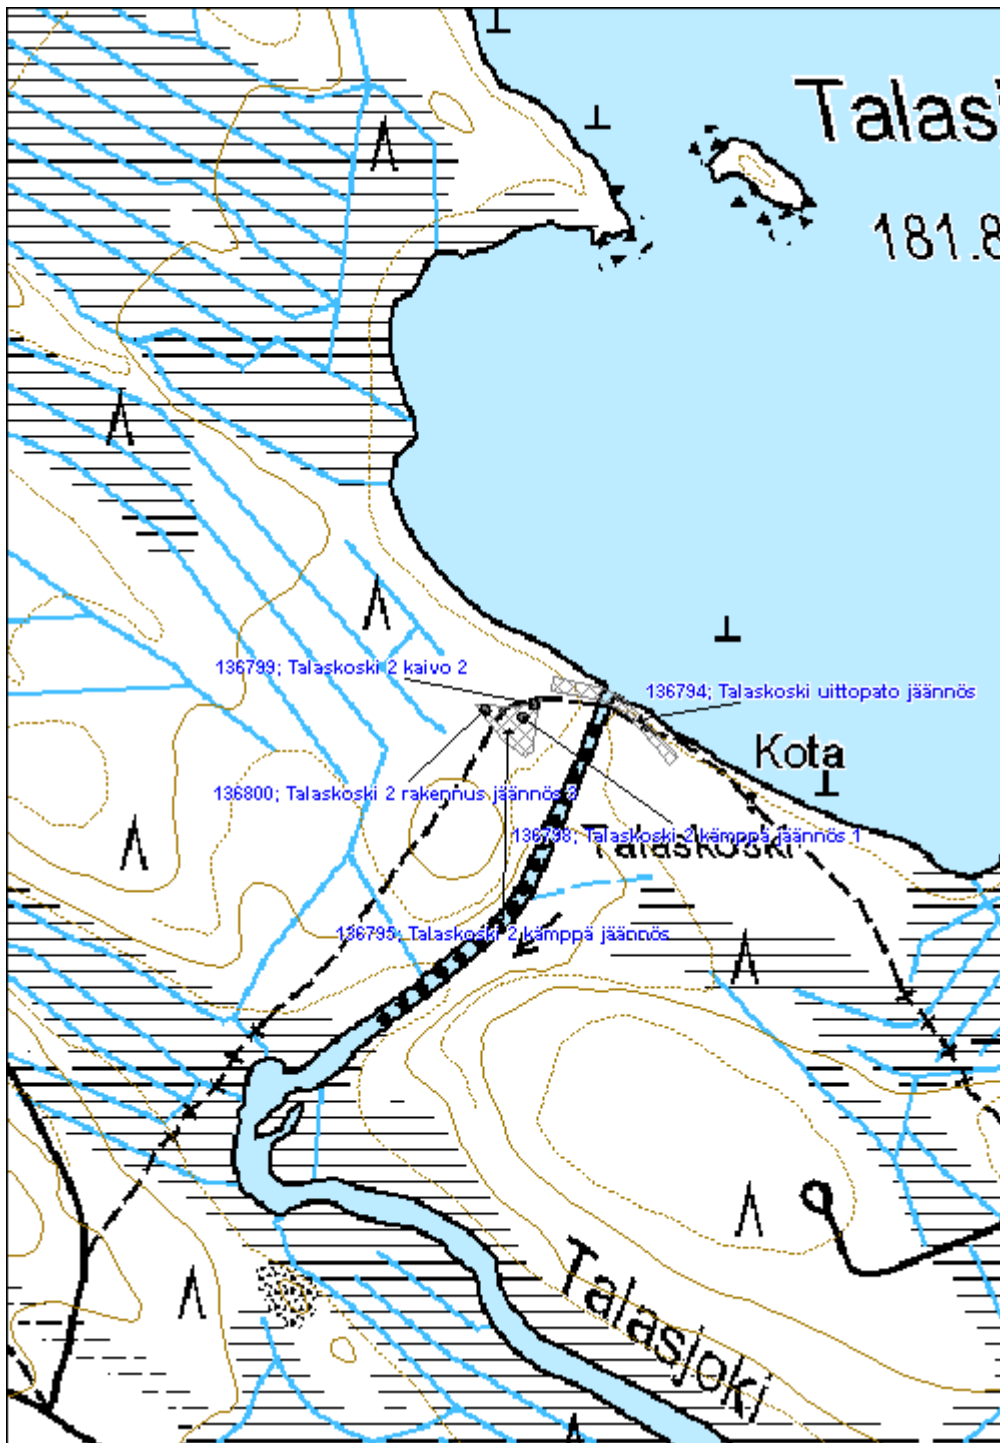 Talasj
181.8
136799; Talaskoski 2 kaivo 2
136794; Talaskoski uittopato jäännös
Kota
136800; Talaskoski 2 rakennus jäännös 3
136798; Talaskoski 2 kämppä jäännös 1
Talaskoski
136795; Talaskoski 2 kämppä jäännös
Talasjoki